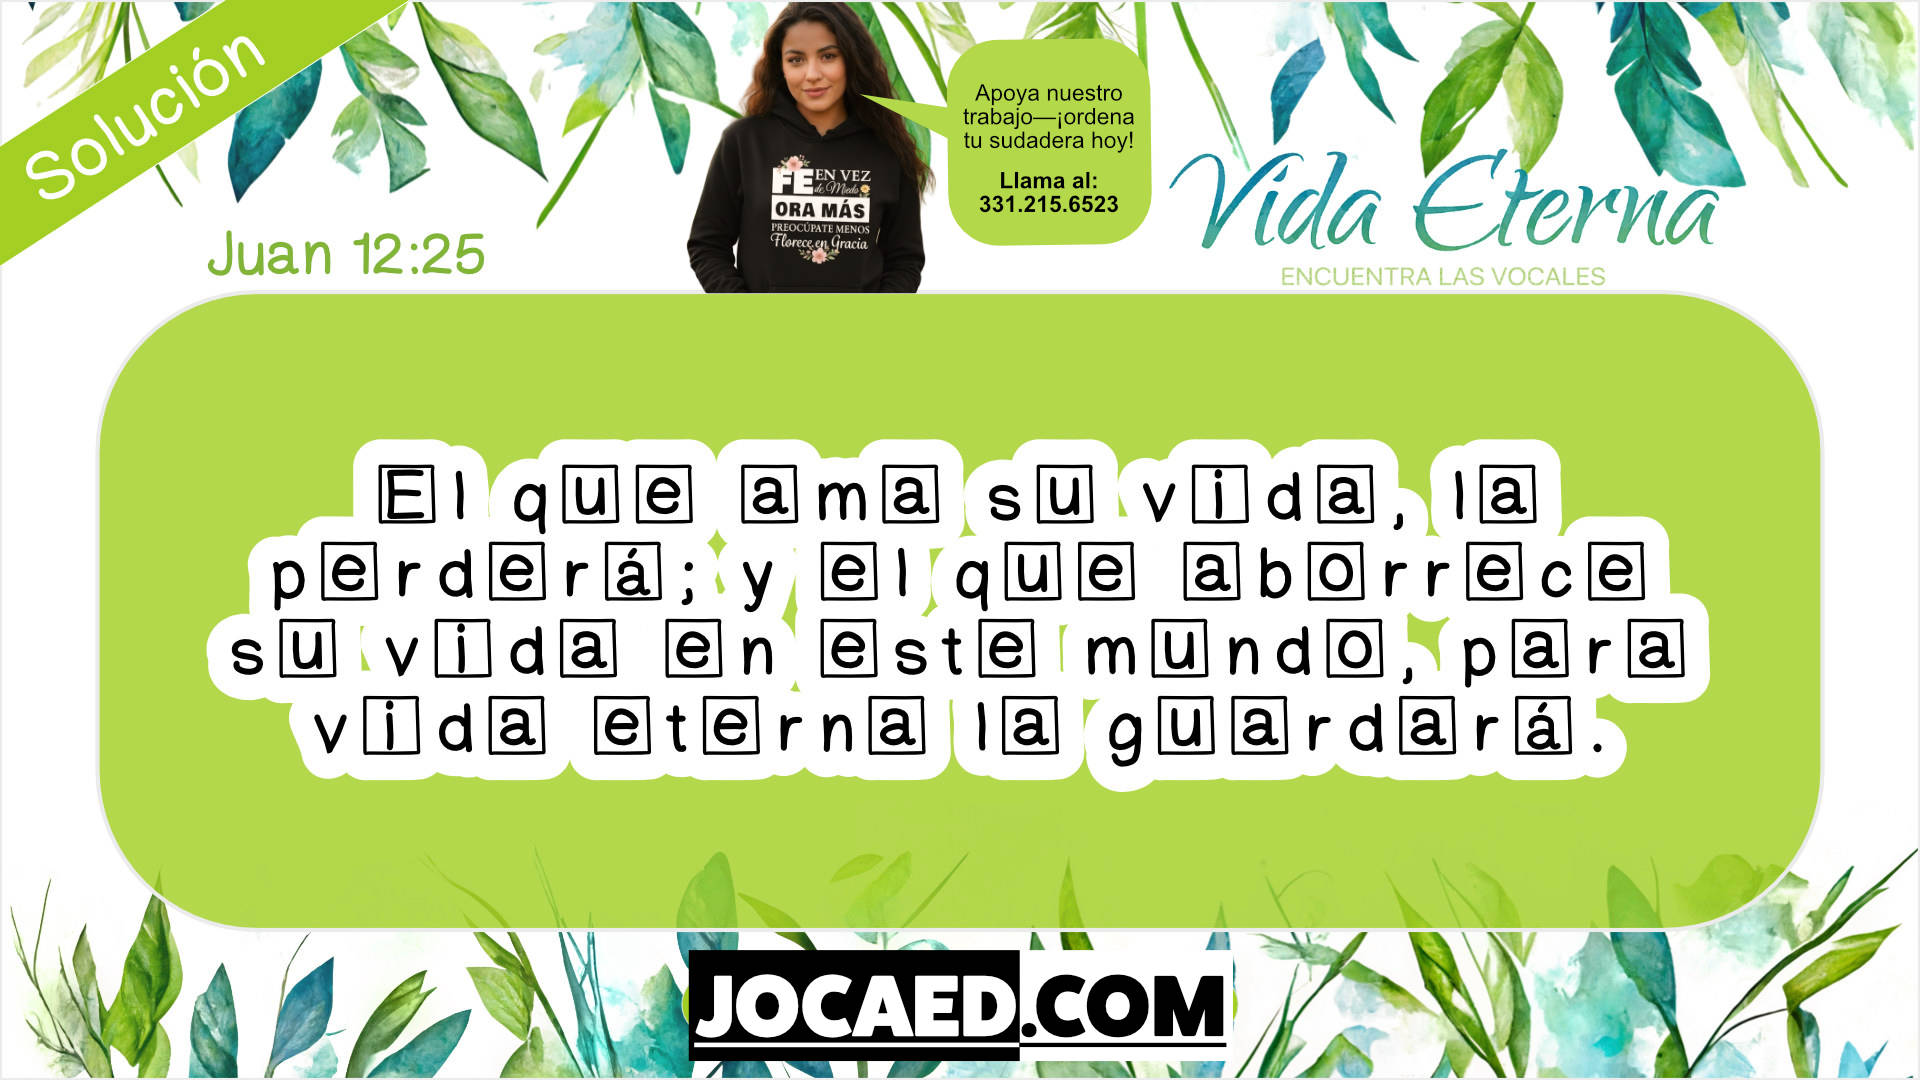 Solución
Juan 12:25
FE EN VEZ
de Miedo
ORA MÁS
PREOCÚPATE MENOS
Florece en Gracia
Apoya nuestro
trabajo—¡ordena
tu sudadera hoy!
Llama al:
331.215.6523
Vida Eterna
ENCUENTRA LAS VOCALES
El que ama su vida, la
perderá; y el que aborrece
su vida en este mundo, para
vida eterna la guardará.
JOCAED.COM